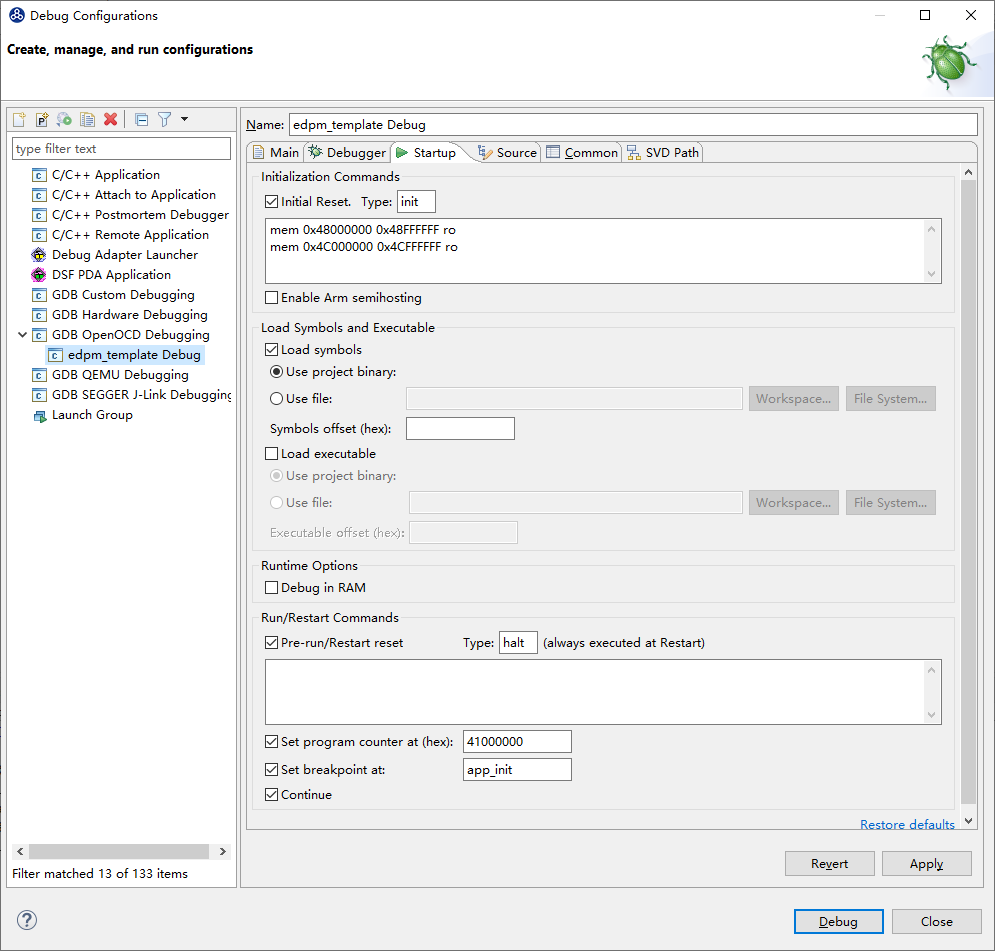 Debug Configurations
Create, manage, and run configurations
type filter text
C/C++ Application
C/C++ Attach to Application
C/C++ Postmortem Debugger
C/C++ Remote Application
Debug Adapter Launcher
DSF PDA Application
GDB Custom Debugging
GDB Hardware Debugging
GDB OpenOCD Debugging
edpm_template Debug
GDB QEMU Debugging
GDB SEGGER J-Link Debugging
Launch Group
Filter matched 13 of 133 items
Name: edpm_template Debug
Main Debugger Startup Source Common SVD Path
Initialization Commands
Initial Reset. Type: init
mem 0x48000000 0x48FFFFFF ro
mem 0x4C000000 0x4CFFFFFF ro
Enable Arm semihosting
Load Symbols and Executable
Load symbols
Use project binary:
Use file: Workspace... File System...
Symbols offset (hex):
Load executable
Use project binary:
Use file: Workspace... File System...
Executable offset (hex):
Runtime Options
Debug in RAM
Run/Restart Commands
Pre-run/Restart reset Type: halt (always executed at Restart)
Set program counter at (hex): 41000000
Set breakpoint at: app_init
Continue
Restore defaults
Revert Apply
? Debug Close